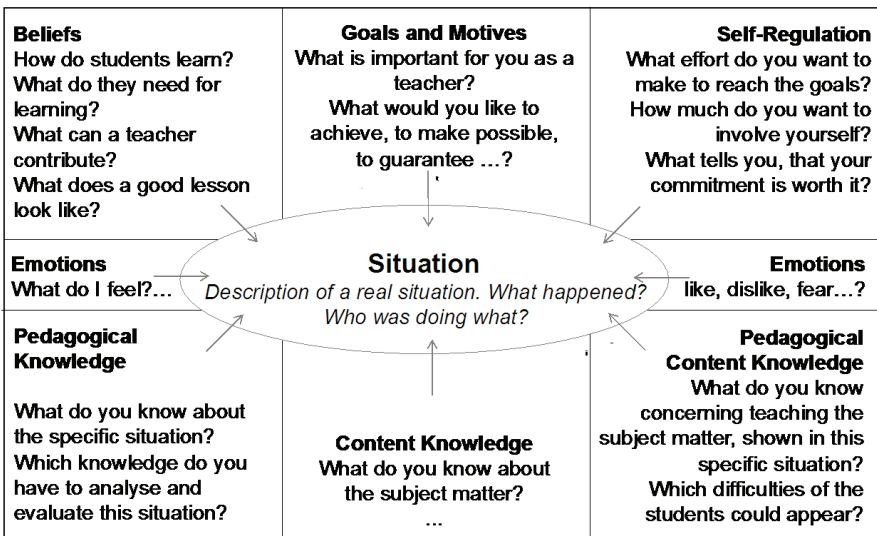 Beliefs
How do students learn?
What do they need for
learning?
What can a teacher
contribute?
What does a good lesson
look like?
Goals and Motives
What is important for you as a
teacher?
What would you like to
achieve, to make possible,
to guarantee ...?
Self-Regulation
What effort do you want to
make to reach the goals?
How much do you want to
involve yourself?
What tells you, that your
commitment is worth it?
Emotions
What do I feel?...
Situation
Description of a real situation. What happened?
Who was doing what?
Emotions
like, dislike, fear...?
Pedagogical
Knowledge
What do you know about
the specific situation?
Which knowledge do you
have to analyse and
evaluate this situation?
Content Knowledge
What do you know about
the subject matter?
...
Pedagogical
Content Knowledge
What do you know
concerning teaching the
subject matter, shown in this
specific situation?
Which difficulties of the
students could appear?